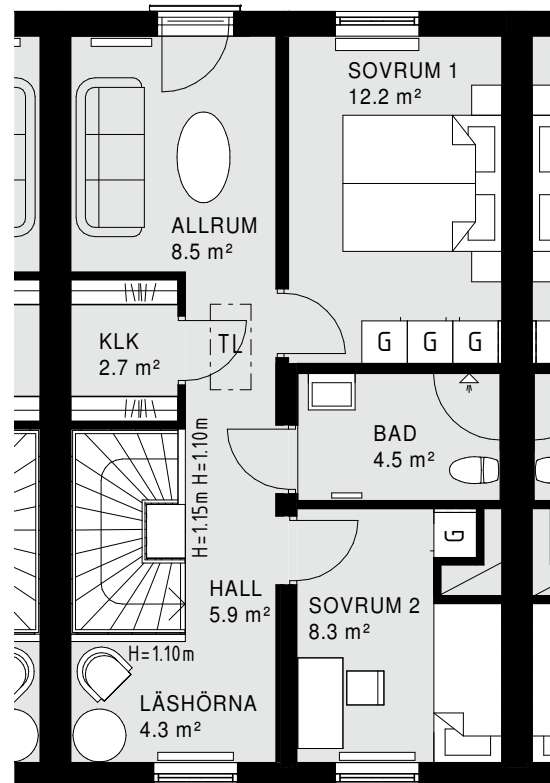 SOVRUM 1
12.2 m²
ALLRUM
8.5 m²
KLK
2.7 m²
TL
G
G
G
BAD
4.5 m²
H=1.15m H=1.10m
G
HALL
5.9 m²
SOVRUM 2
8.3 m²
H=1.10m
LÄSHÖRNA
4.3 m²